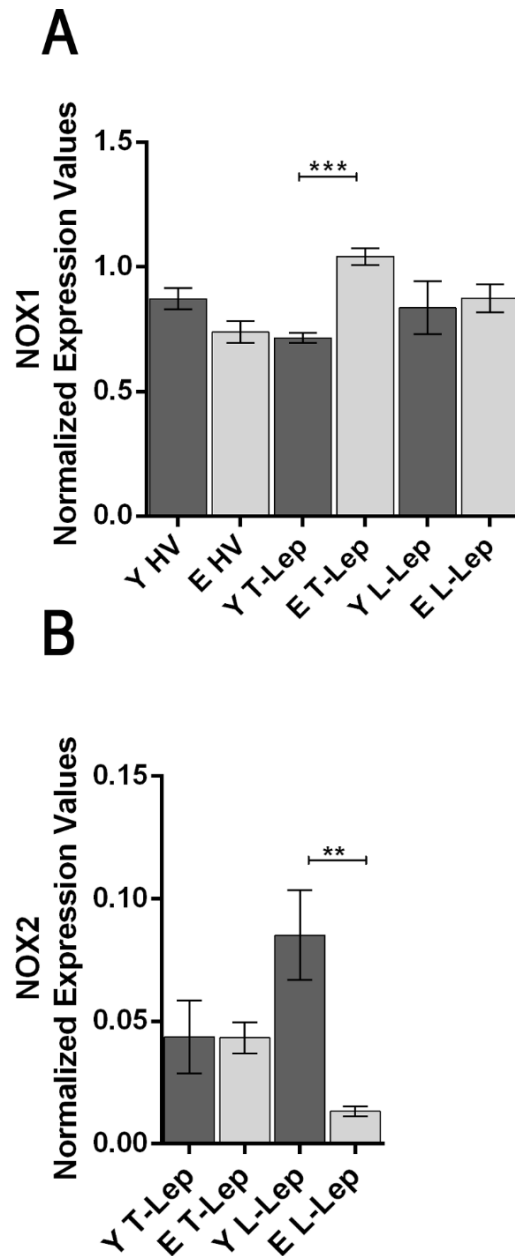 A
NOX1
Normalized Expression Values
1.5
1.0
0.5
0.0
***
Y HV
E HV
Y T-Lep
E T-Lep
Y L-Lep
E L-Lep
B
NOX2
Normalized Expression Values
0.15
0.10
0.05
0.00
**
Y T-Lep
E T-Lep
Y L-Lep
E L-Lep